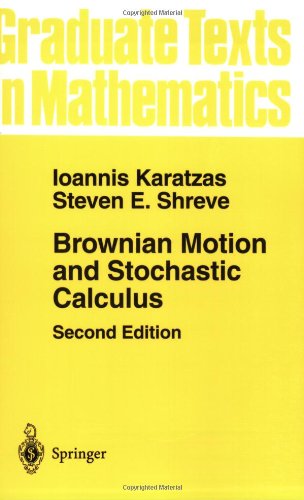 Graduate Texts
in Mathematics
Ioannis Karatzas
Steven E. Shreve
Brownian Motion
and Stochastic
Calculus
Second Edition
Springer